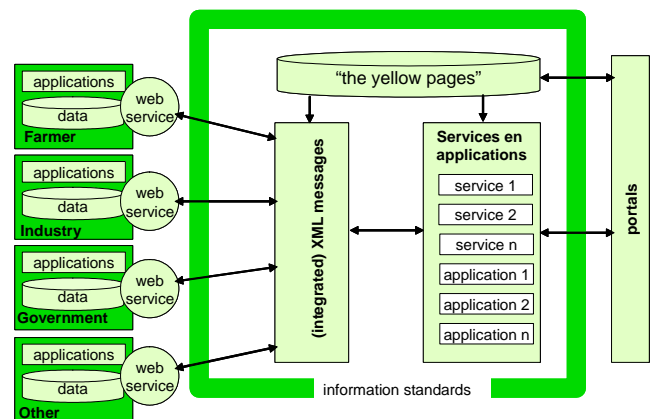 applications
data
Farmer
web
service
applications
data
Industry
web
service
applications
data
Government
web
service
applications
data
Other
web
service
“the yellow pages”
(integrated) XML messages
Services en
applications
service 1
service 2
service n
application 1
application 2
application n
portals
information standards